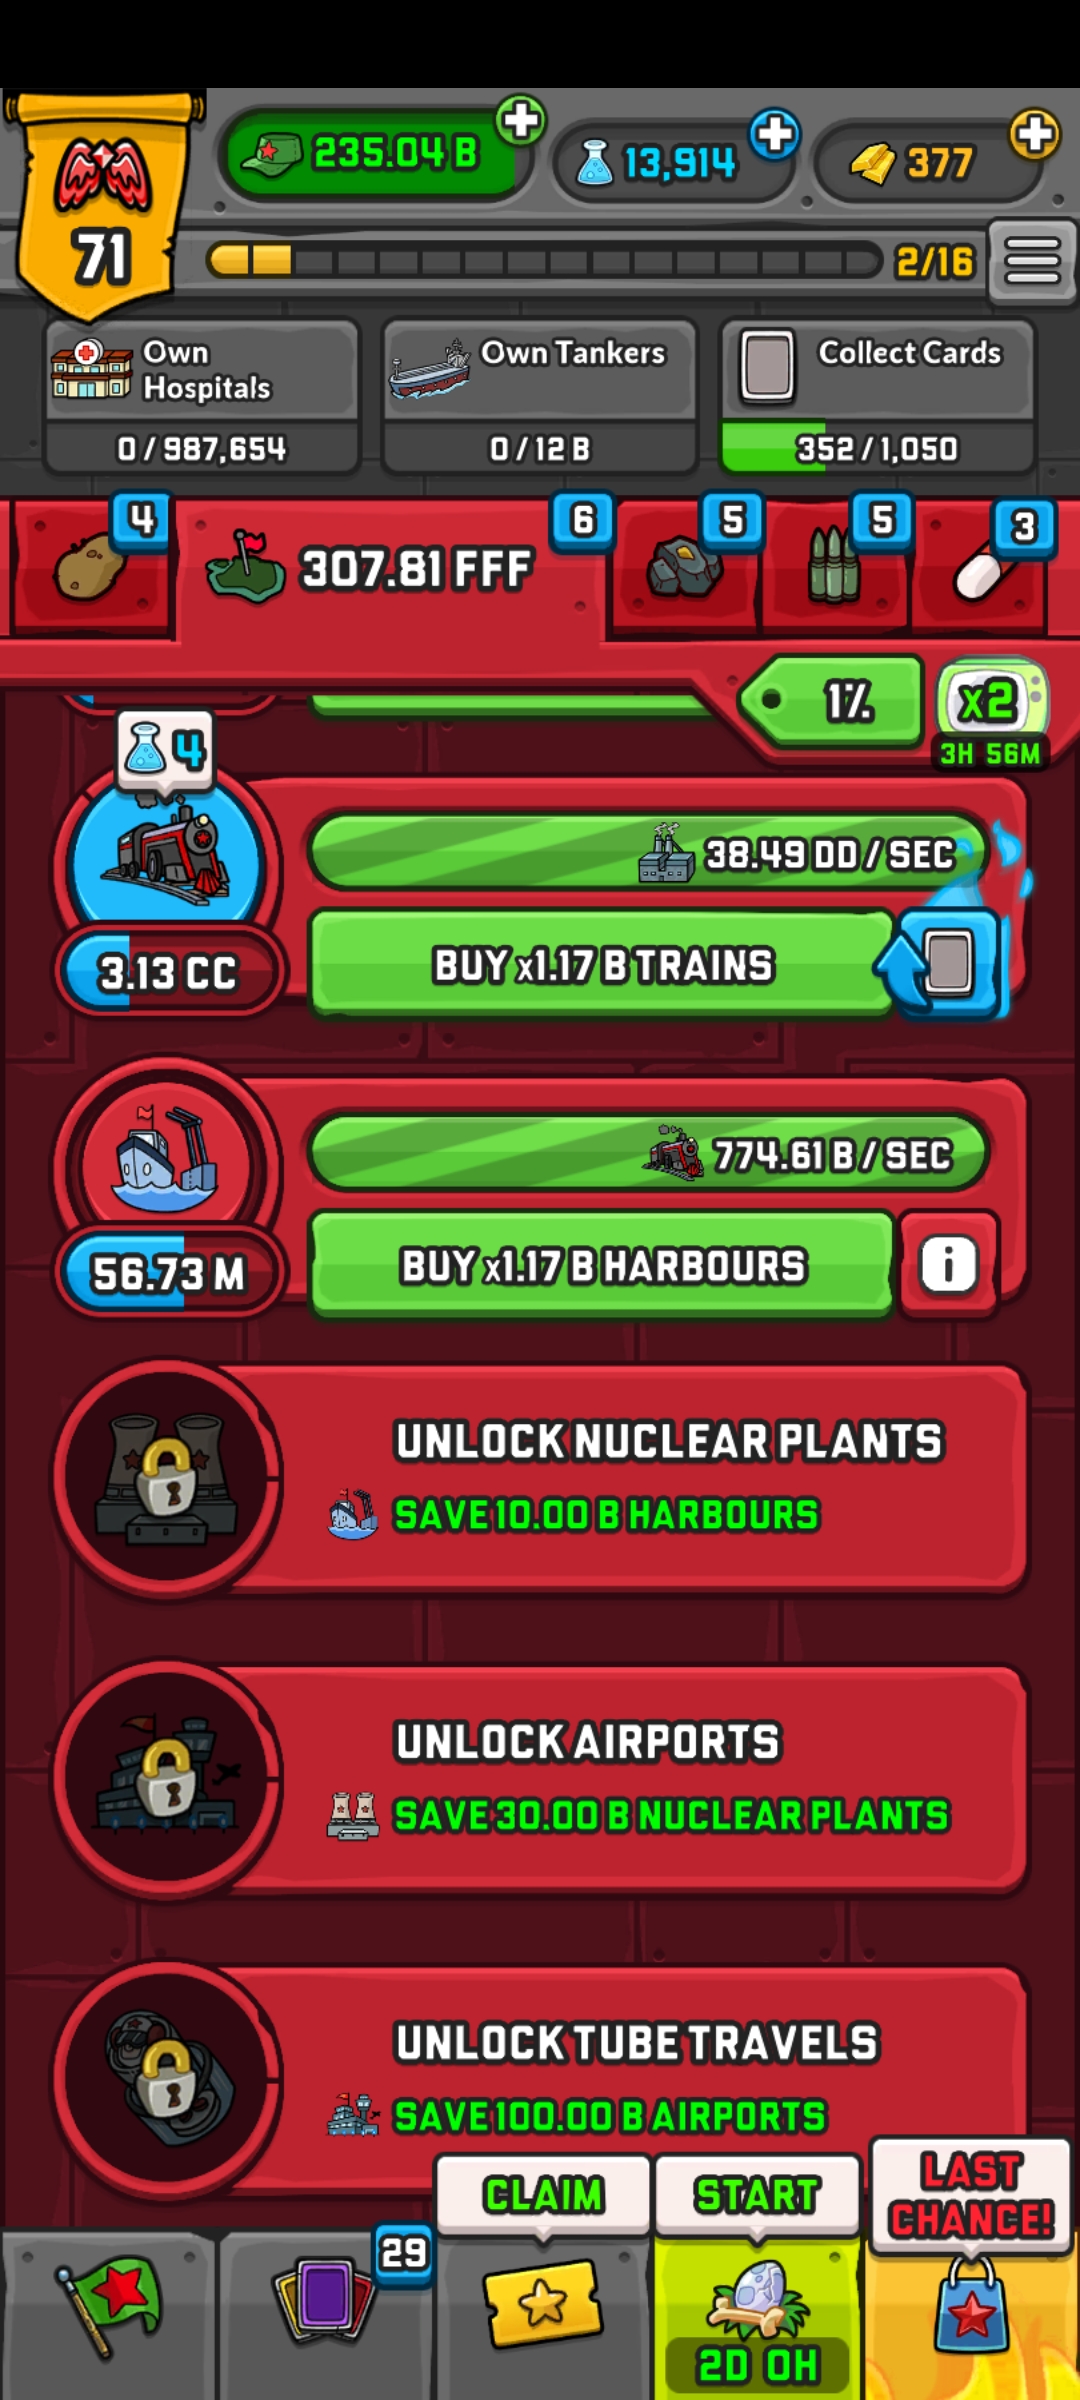 71
235.04 B
13,914
377
2/16
Own
Hospitals
0 / 987,654
Own Tankers
0 / 12 B
Collect Cards
352 / 1,050
4
307.81 FFF
6
5
5
3
1%
x2
3H 56M
4
38.49 DD / SEC
3.13 CC
BUY x1.17 B TRAINS
774.61 B / SEC
56.73 M
BUY x1.17 B HARBOURS
i
UNLOCK NUCLEAR PLANTS
SAVE 10.00 B HARBOURS
UNLOCK AIRPORTS
SAVE 30.00 B NUCLEAR PLANTS
UNLOCK TUBE TRAVELS
SAVE 100.00 B AIRPORTS
CLAIM
START
LAST
CHANCE!
29
2D 0H